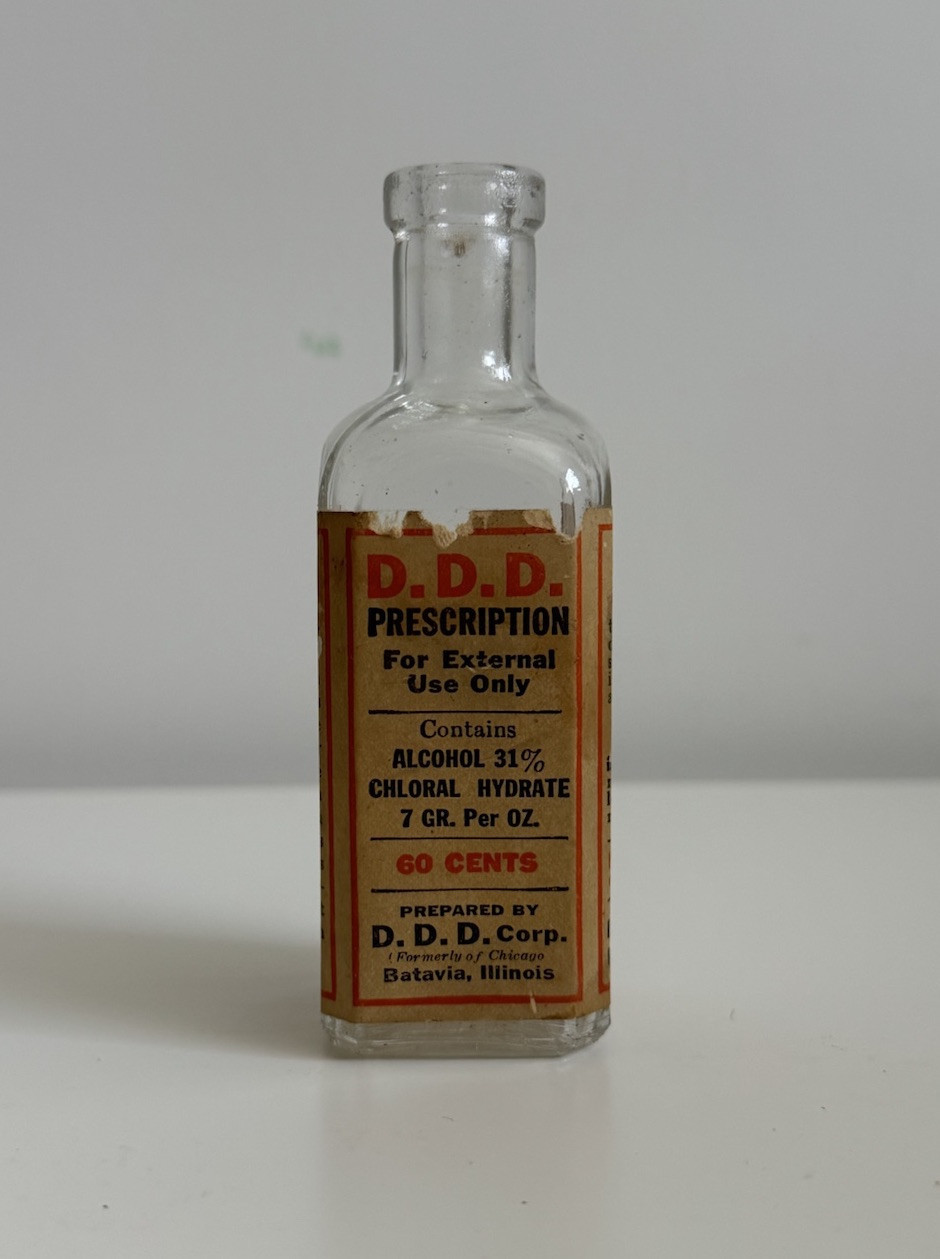 D.D.D.
PRESCRIPTION
For External
Use Only
Contains
ALCOHOL 31%
CHLORAL HYDRATE
7 GR. Per OZ.
60 CENTS
PREPARED BY
D.D.D. Corp.
(Formerly of Chicago
Batavia, Illinois